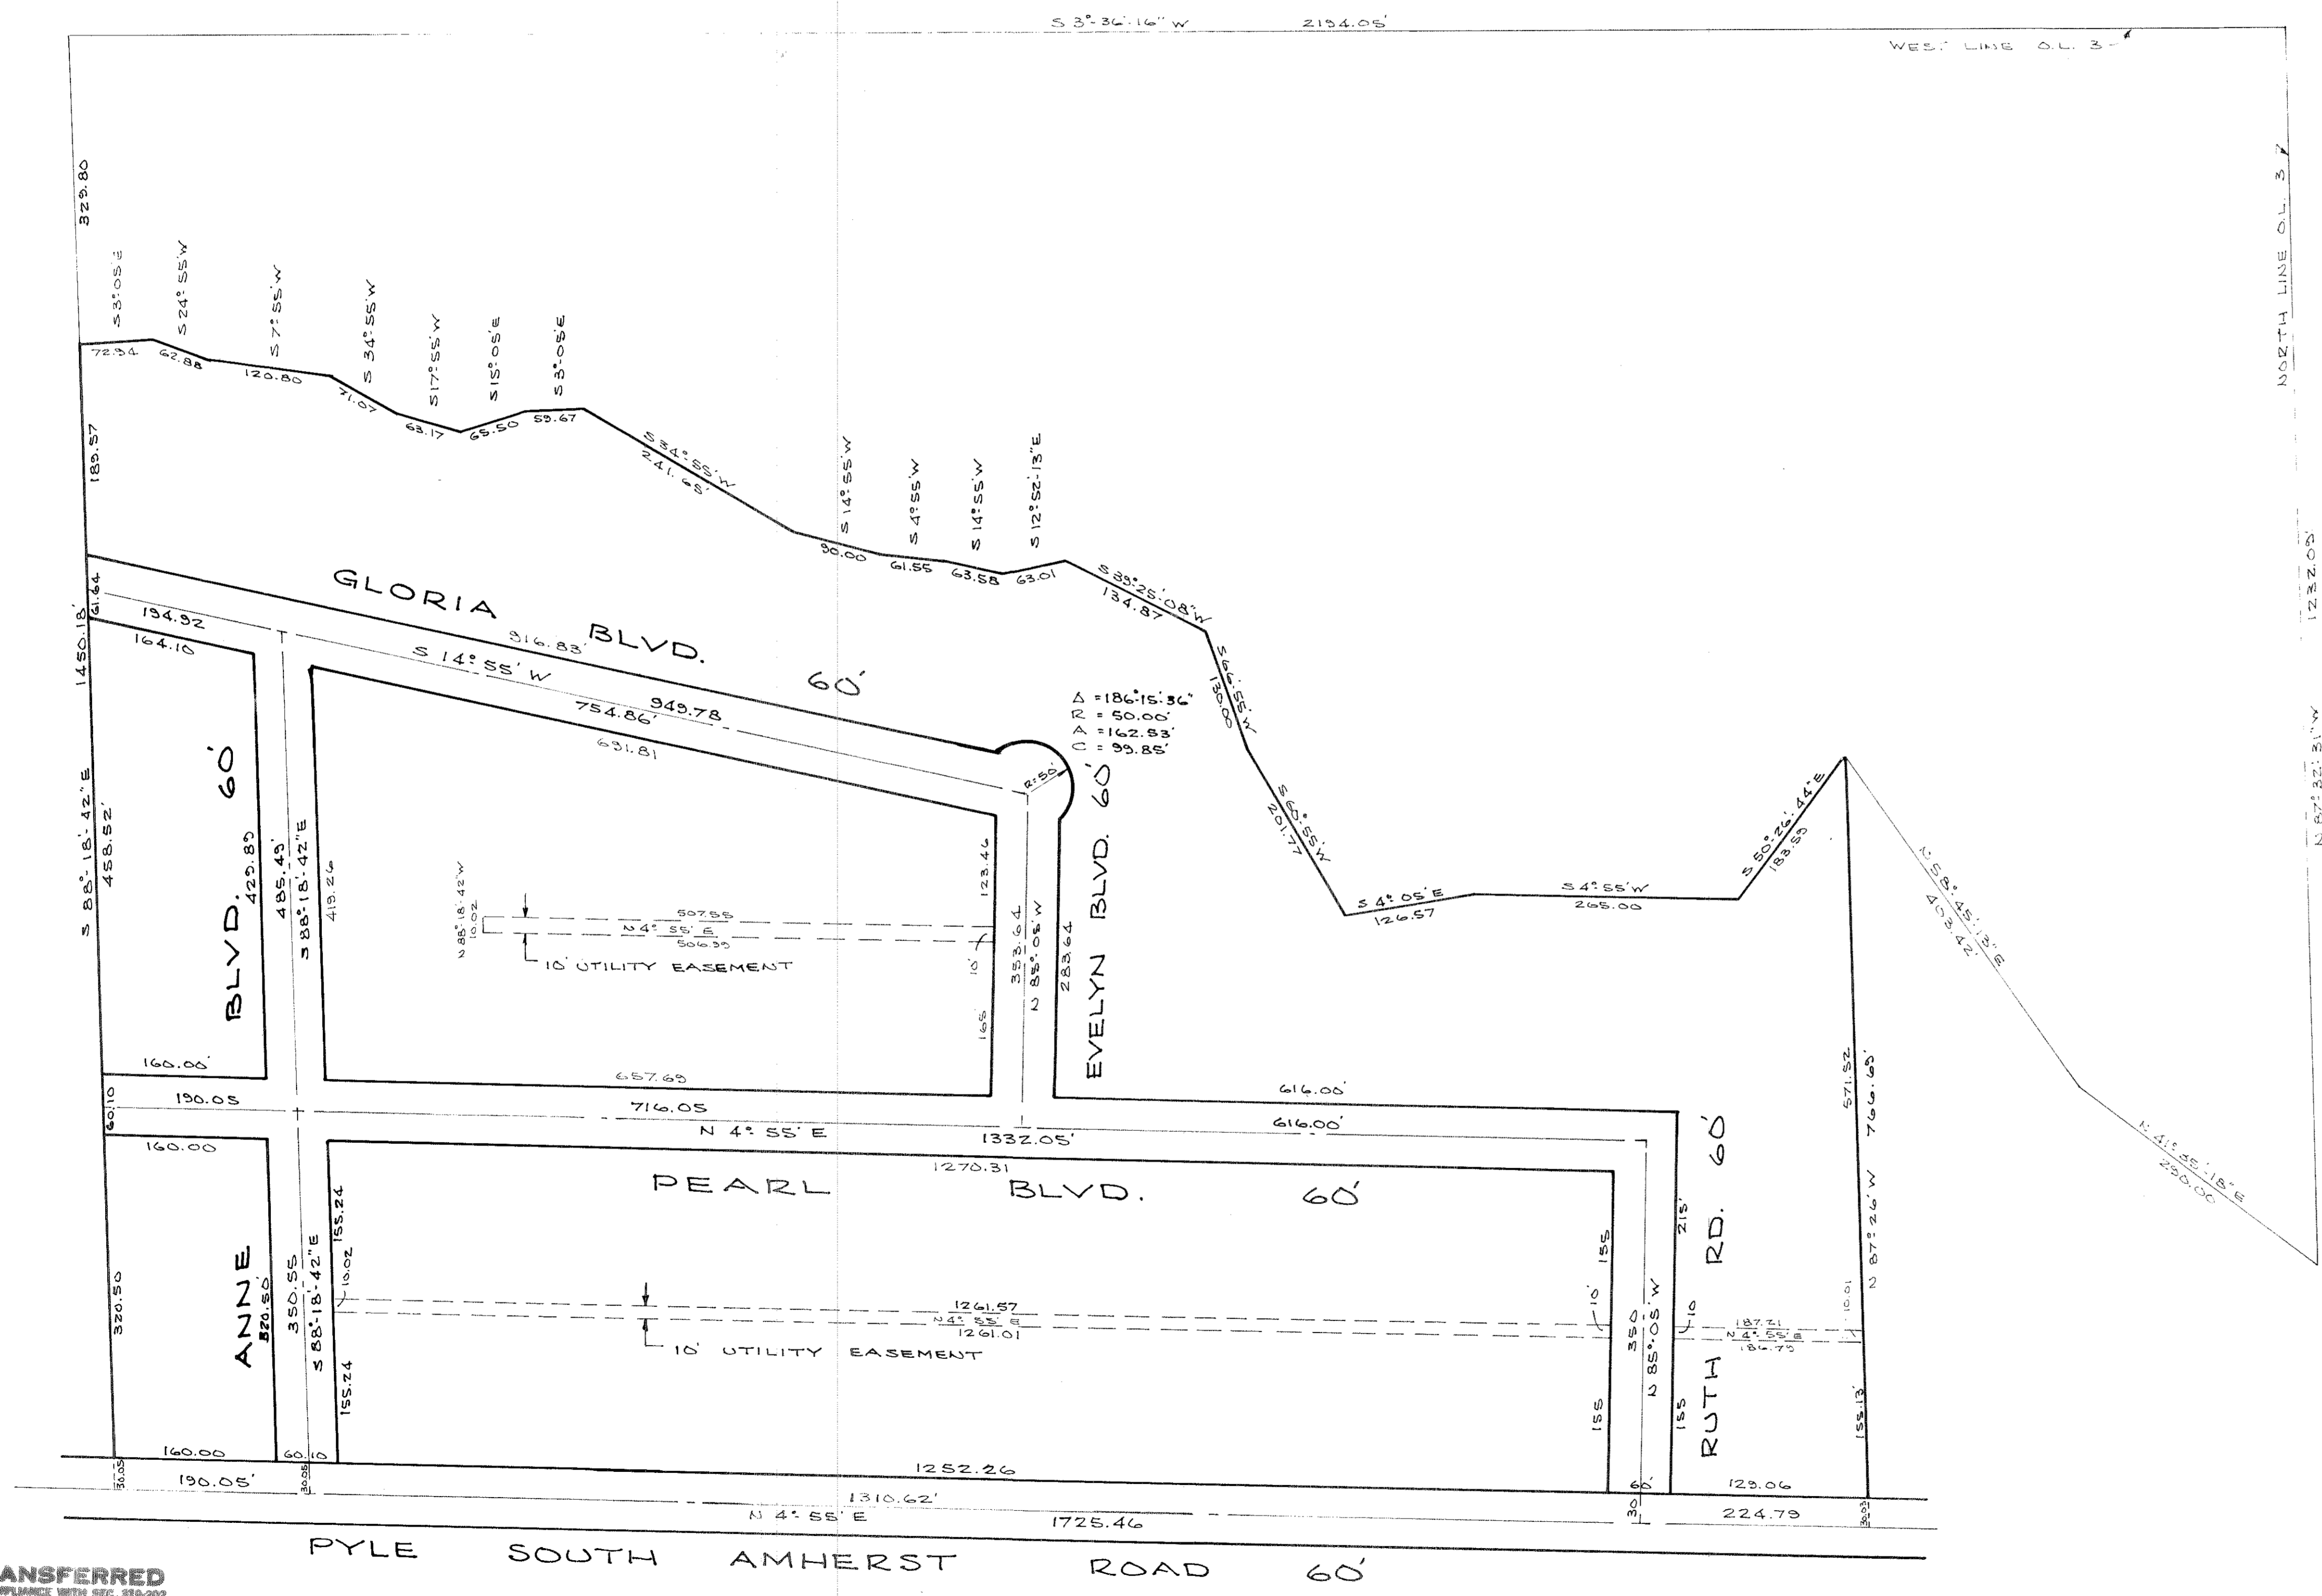 S 3°-36'-16" W 2194.05'
WEST LINE O.L. 3
NORTH LINE O.L. 37
1232.05'
N 87°-32'-31" W
329.80
S 3°-05' E
S 24°-55' W
S 7°-55' W
S 34°-55' W
S 17°-55' W
S 15°-05' E
S 3°-05' E
72.94
62.88
120.80
71.07
63.17
65.50
59.67
S 34°-55' W
241.65'
S 14°-55' W
S 4°-55' W
S 14°-55' W
S 12°-52'-13" E
90.00
61.55
63.58
63.01
S 39°-25'-08" W
134.87
S 66°-55' W
130.00
201.77
S 4°-05' E
126.57
S 4°-55' W
265.00
S 50°-26'-44" E
183.59
N 58°-45'-13" E
403.42'
N 41°-35'-18" E
290.00
189.57
61.64
1450.18'
S 88°-18'-42" E
458.52'
GLORIA BLVD. 60'
916.83'
194.92
164.10
S 14°-55' W
949.78
754.86'
691.81
Δ = 186°-15'-36"
R = 50.00'
A = 162.53'
C = 99.85'
R=50'
ANNE BLVD. 60'
429.89
485.49'
S 88°-18'-42" E
419.26
N 88°-18'-42" W
10.02
507.55
N 4°-55' E
506.99
10' UTILITY EASEMENT
123.46
10'
165
353.64
N 85°-05' W
283.64
EVELYN BLVD. 60'
160.00'
657.69
616.00'
60.10
190.05
716.05
616.00'
N 4°-55' E
1332.05'
160.00
1270.31
PEARL BLVD. 60'
320.50
320.50'
350.55
S 88°-18'-42" E
155.24
10.02
155.24
1261.57
N 4°-55' E
1261.01
10' UTILITY EASEMENT
155
10'
155
350
N 85°-05' W
215'
10
155
RUTH RD. 60'
187.21
N 4°-55' E
186.79
571.52
766.69'
N 87°-26' W
10.01
155.13'
160.00
60.10
1252.26
60'
129.06
30.05
190.05'
30.05
1310.62'
30
224.79
30.03
N 4°-55' E 1725.46
PYLE SOUTH AMHERST ROAD 60'
ANSFERRED